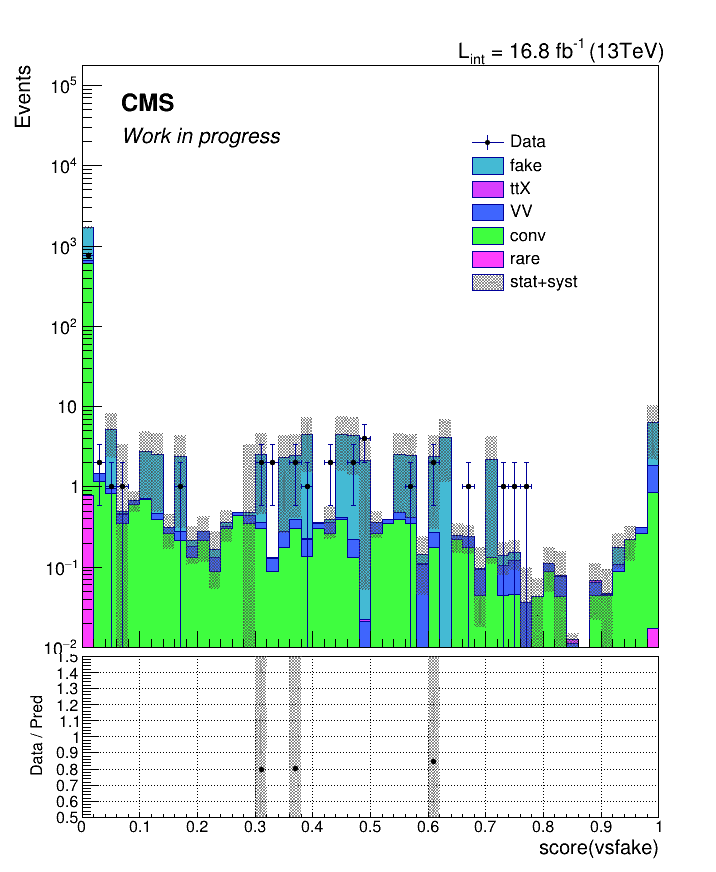 L_int = 16.8 fb^-1 (13TeV)
Events
CMS
Work in progress
Data
fake
ttX
VV
conv
rare
stat+syst
10^5
10^4
10^3
10^2
10
1
10^-1
10^-2
Data / Pred
1.5
1.4
1.3
1.2
1.1
1
0.9
0.8
0.7
0.6
0.5
0 0.1 0.2 0.3 0.4 0.5 0.6 0.7 0.8 0.9 1
score(vsfake)